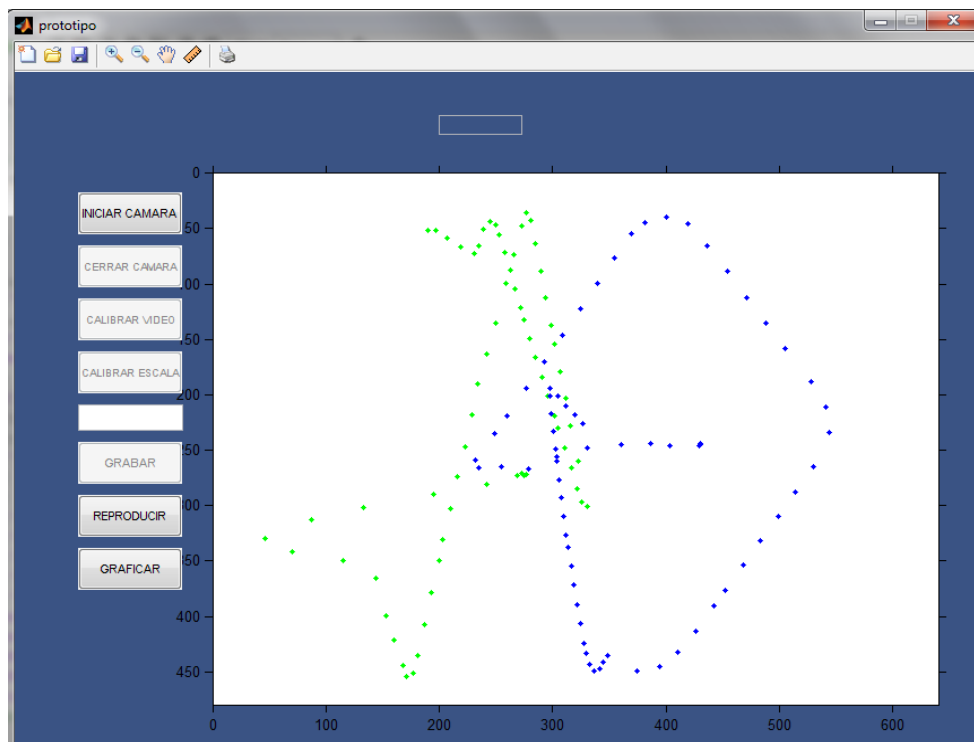 prototipo
INICIAR CAMARA
CERRAR CAMARA
CALIBRAR VIDEO
CALIBRAR ESCALA
GRABAR
REPRODUCIR
GRAFICAR
0
50
100
150
200
250
300
350
400
450
0 100 200 300 400 500 600